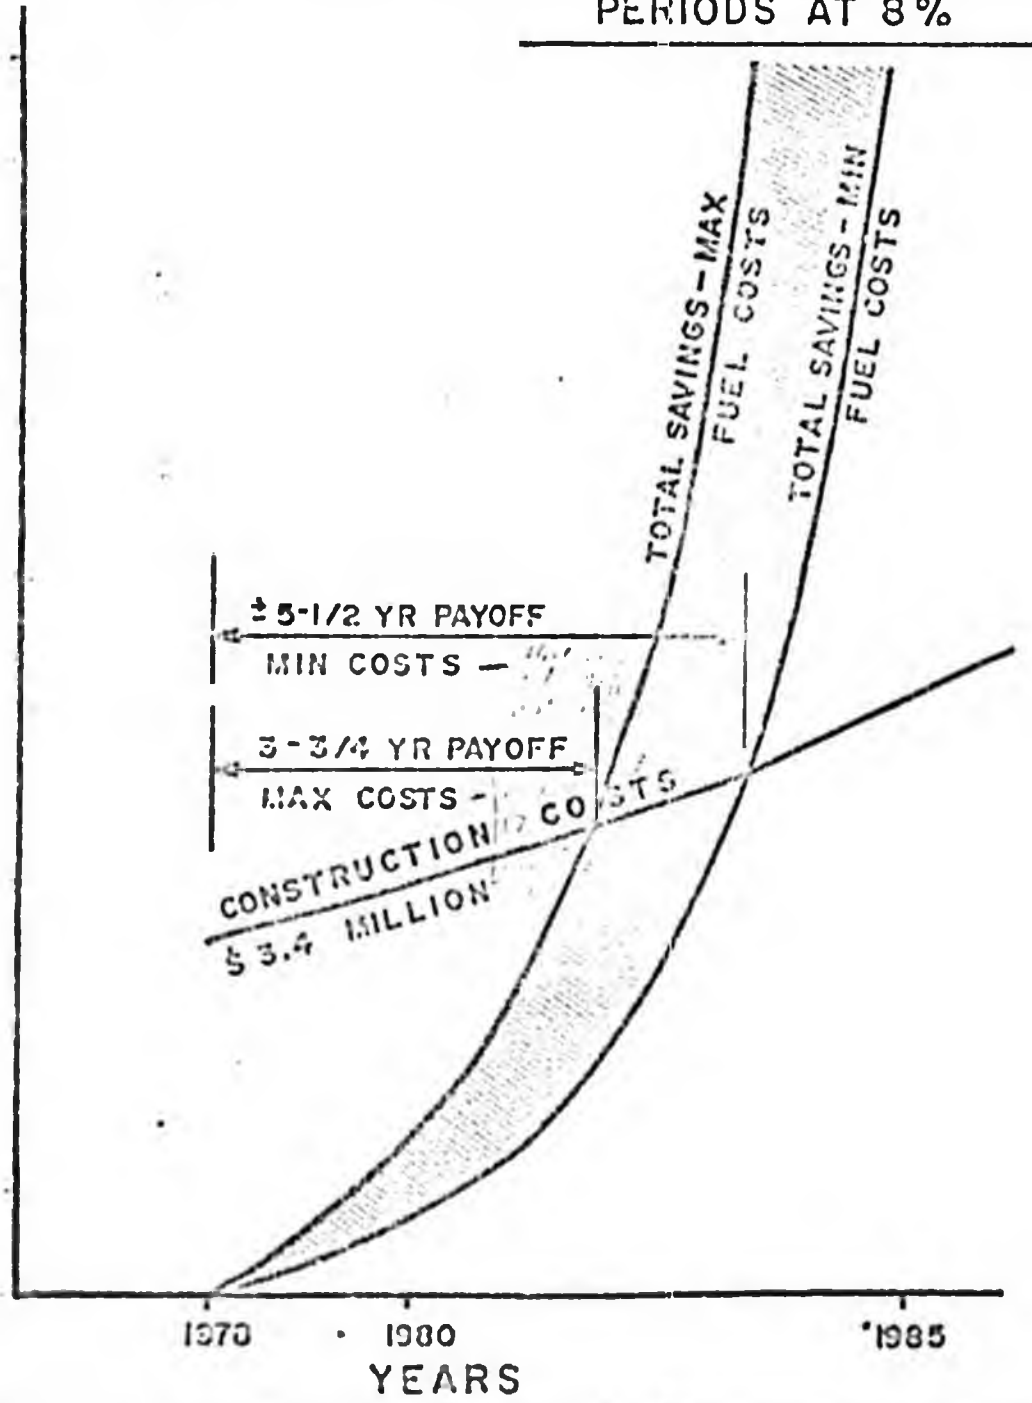 PERIODS AT 8%
TOTAL SAVINGS-MAX
FUEL COSTS
TOTAL SAVINGS-MIN
FUEL COSTS
±5-1/2 YR PAYOFF
MIN COSTS
3-3/4 YR PAYOFF
MAX COSTS
CONSTRUCTION COSTS
$3.4 MILLION
1980
1985
YEARS